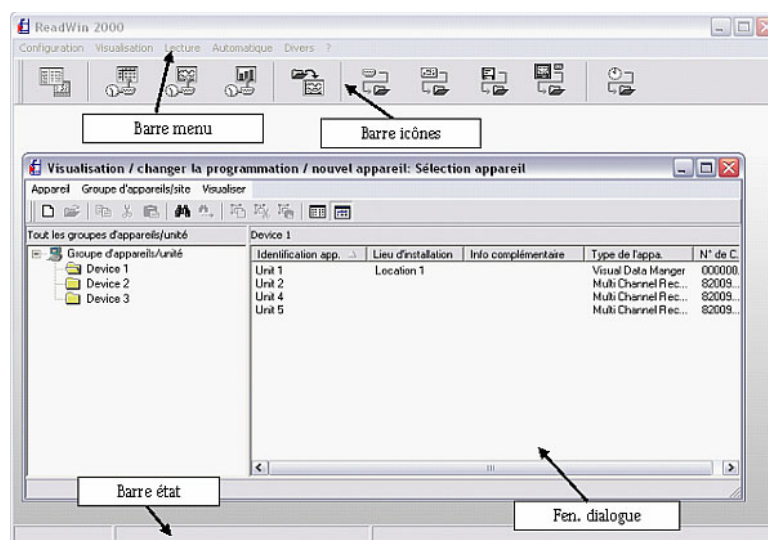 ReadWin 2000
Configuration Visualisation Lecture Automatique Divers ?
Barre menu
Barre icônes
Visualisation / changer la programmation / nouvel appareil: Sélection appareil
Appareil Groupe d'appareils/site Visualiser
Tout les groupes d'appareils/unité
Device 1
Groupe d'appareils/unité
Device 1
Device 2
Device 3
Identification app. Lieu d'installation Info complémentaire Type de l'appa. N° de C.
Unit 1 Location 1 Visual Data Manger 000000.
Unit 2 Multi Channel Rec... 82009...
Unit 4 Multi Channel Rec... 82009...
Unit 5 Multi Channel Rec... 82009...
Barre état
Fen. dialogue